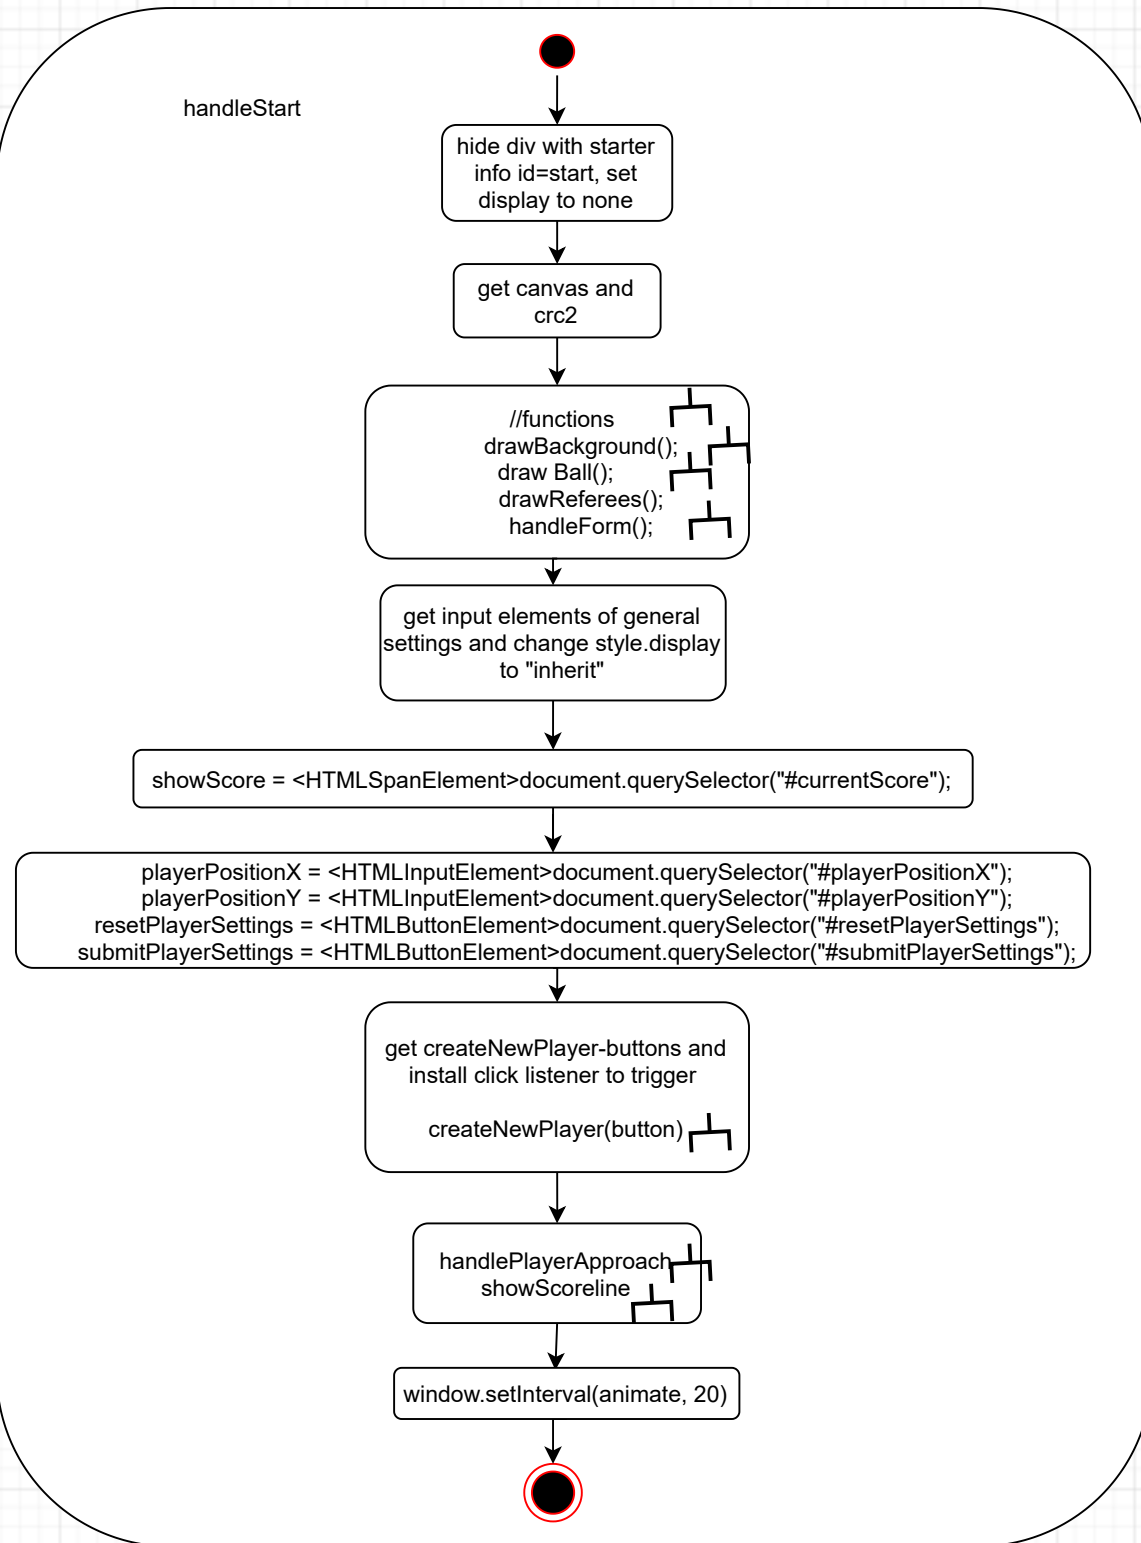 handleStart
hide div with starter
info id=start, set
display to none
get canvas and
crc2
//functions
drawBackground();
draw Ball();
drawReferees();
handleForm();
get input elements of general
settings and change style.display
to "inherit"
showScore = <HTMLSpanElement>document.querySelector("#currentScore");
playerPositionX = <HTMLInputElement>document.querySelector("#playerPositionX");
playerPositionY = <HTMLInputElement>document.querySelector("#playerPositionY");
resetPlayerSettings = <HTMLButtonElement>document.querySelector("#resetPlayerSettings");
submitPlayerSettings = <HTMLButtonElement>document.querySelector("#submitPlayerSettings");
get createNewPlayer-buttons and
install click listener to trigger
createNewPlayer(button)
handlePlayerApproach
showScoreline
window.setInterval(animate, 20)